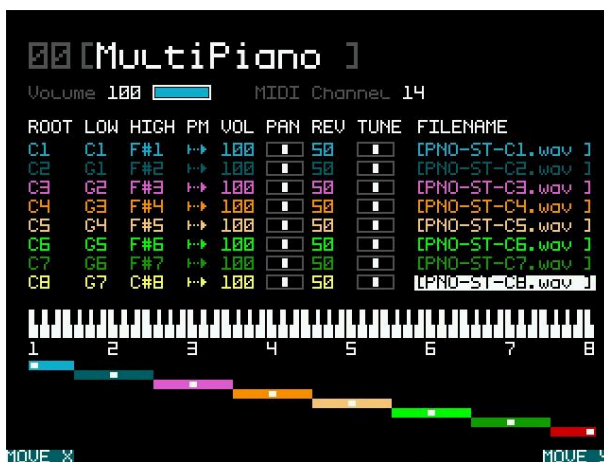 00[MultiPiano ]
Volume 100 MIDI Channel 14
ROOT LOW HIGH PM VOL PAN REV TUNE FILENAME
C1 C1 F#1 100 50 [PNO-ST-C1.wav ]
C2 G1 F#2 100 50 [PNO-ST-C2.wav ]
C3 G2 F#3 100 50 [PNO-ST-C3.wav ]
C4 G3 F#4 100 50 [PNO-ST-C4.wav ]
C5 G4 F#5 100 50 [PNO-ST-C5.wav ]
C6 G5 F#6 100 50 [PNO-ST-C6.wav ]
C7 G6 F#7 100 50 [PNO-ST-C7.wav ]
C8 G7 C#8 100 50 [PNO-ST-C8.wav ]
1 2 3 4 5 6 7 8
MOVE X MOVE Y